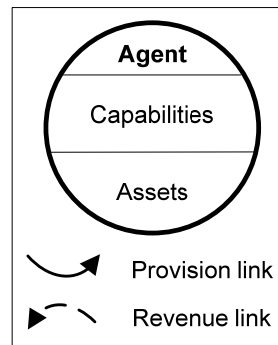 Agent
Capabilities
Assets
Provision link
Revenue link